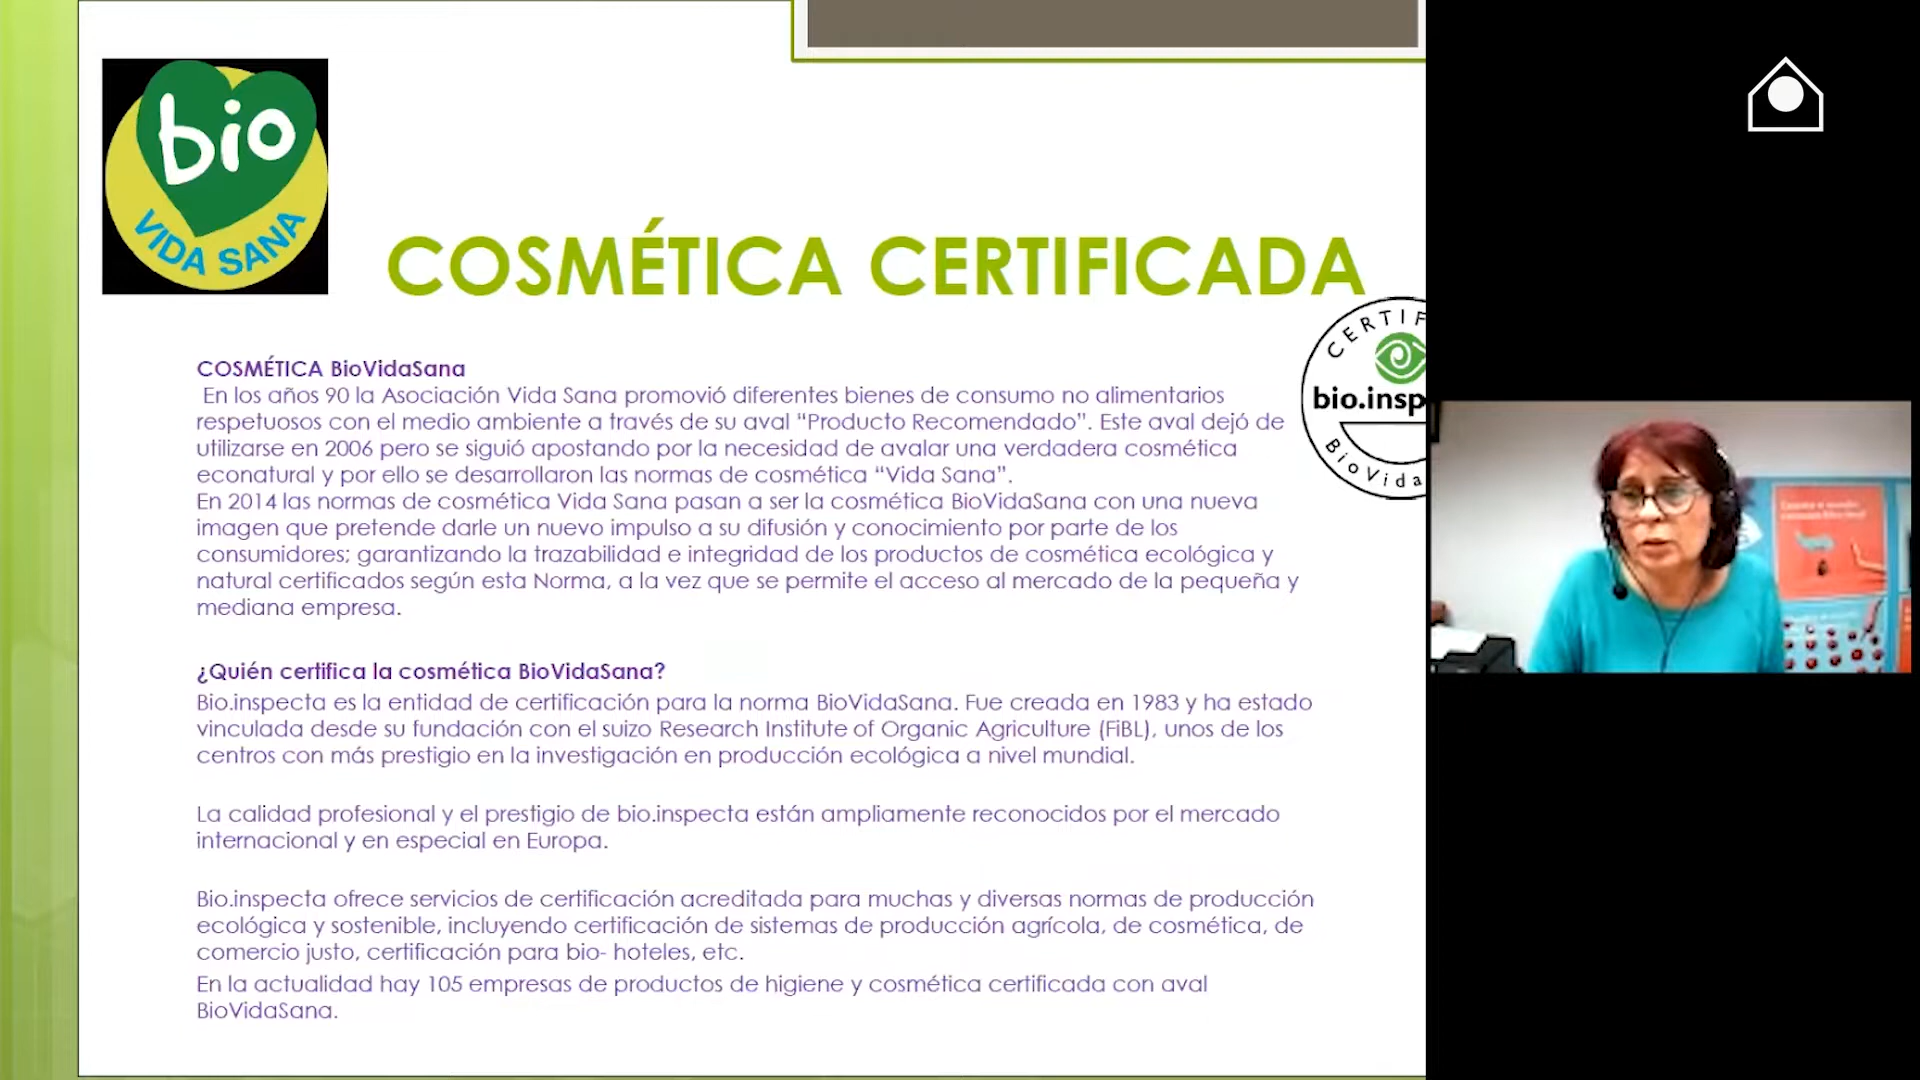 bio
VIDA SANA
COSMÉTICA CERTIFICADA
CERTIF
bio.insp
BioVida
COSMÉTICA BioVidaSana
En los años 90 la Asociación Vida Sana promovió diferentes bienes de consumo no alimentarios
respetuosos con el medio ambiente a través de su aval “Producto Recomendado”. Este aval dejó de
utilizarse en 2006 pero se siguió apostando por la necesidad de avalar una verdadera cosmética
econatural y por ello se desarrollaron las normas de cosmética “Vida Sana”.
En 2014 las normas de cosmética Vida Sana pasan a ser la cosmética BioVidaSana con una nueva
imagen que pretende darle un nuevo impulso a su difusión y conocimiento por parte de los
consumidores; garantizando la trazabilidad e integridad de los productos de cosmética ecológica y
natural certificados según esta Norma, a la vez que se permite el acceso al mercado de la pequeña y
mediana empresa.
¿Quién certifica la cosmética BioVidaSana?
Bio.inspecta es la entidad de certificación para la norma BioVidaSana. Fue creada en 1983 y ha estado
vinculada desde su fundación con el suizo Research Institute of Organic Agriculture (FiBL), unos de los
centros con más prestigio en la investigación en producción ecológica a nivel mundial.
La calidad profesional y el prestigio de bio.inspecta están ampliamente reconocidos por el mercado
internacional y en especial en Europa.
Bio.inspecta ofrece servicios de certificación acreditada para muchas y diversas normas de producción
ecológica y sostenible, incluyendo certificación de sistemas de producción agrícola, de cosmética, de
comercio justo, certificación para bio- hoteles, etc.
En la actualidad hay 105 empresas de productos de higiene y cosmética certificada con aval
BioVidaSana.